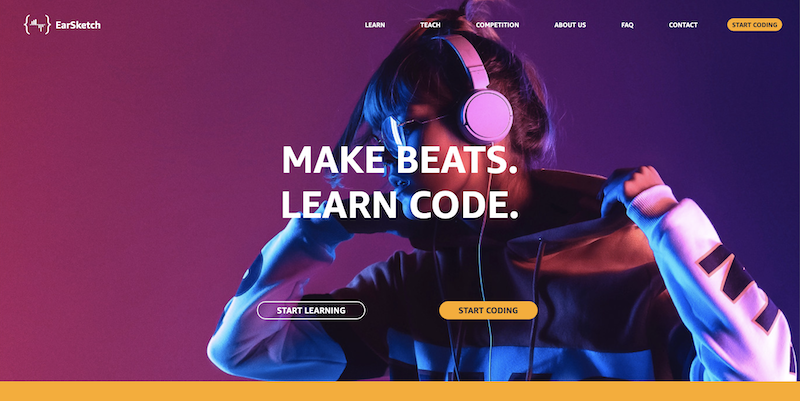 EarSketch
LEARN
TEACH
COMPETITION
ABOUT US
FAQ
CONTACT
START CODING
MAKE BEATS.
LEARN CODE.
START LEARNING
START CODING